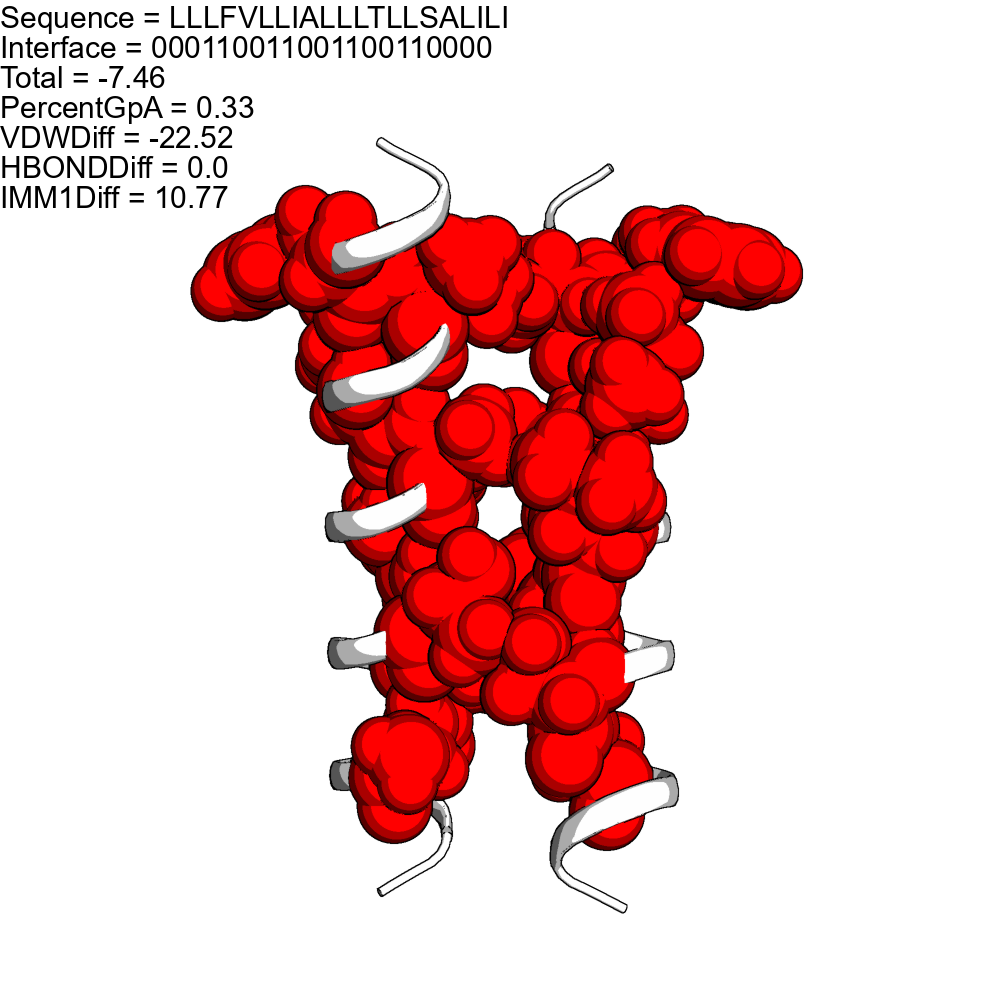 Sequence = LLLFVLLIALLLTLLSALILI
Interface = 000110011001100110000
Total = -7.46
PercentGpA = 0.33
VDWDiff = -22.52
HBONDDiff = 0.0
IMM1Diff = 10.77